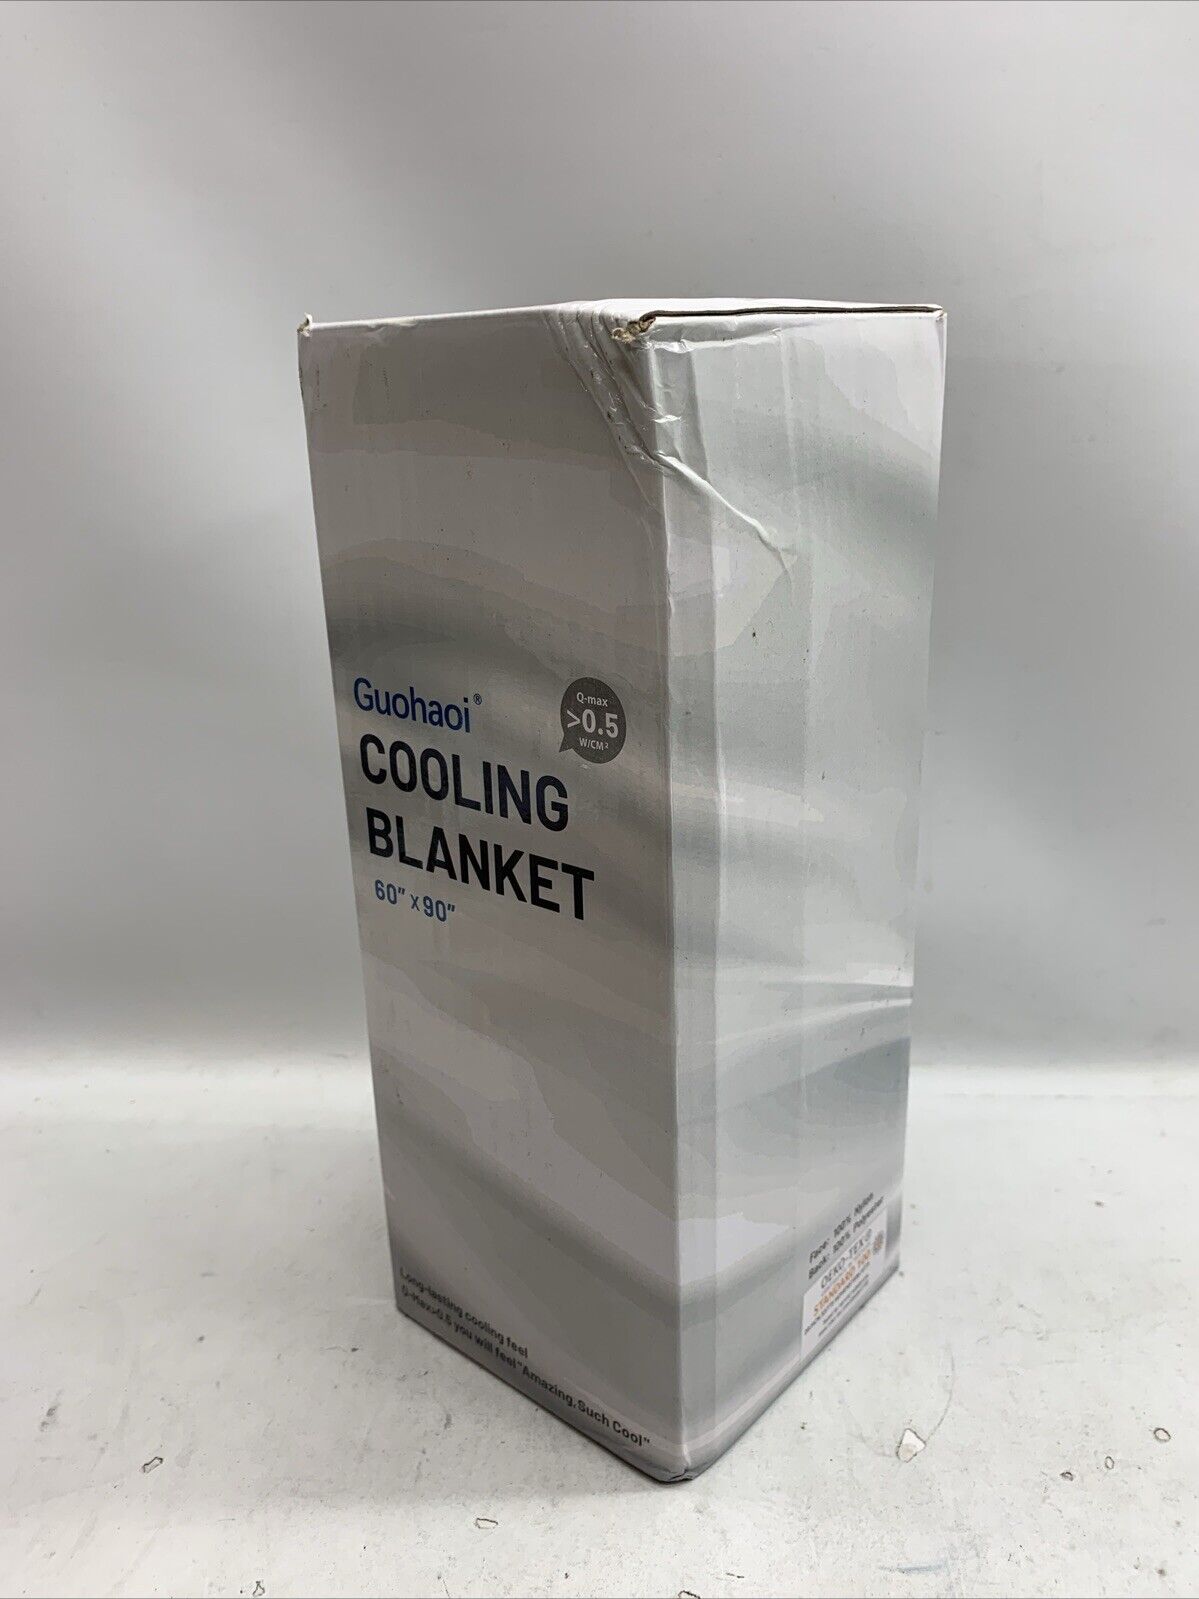 Guohaoi®
Q-max
>0.5
W/CM²
COOLING
BLANKET
60" x 90"
Long-lasting cooling feel
Q-Max>0.5 you will feel "Amazing,Such Cool"
Face: 100% Nylon
Back: 100% Polyester
OEKO-TEX®
STANDARD 100